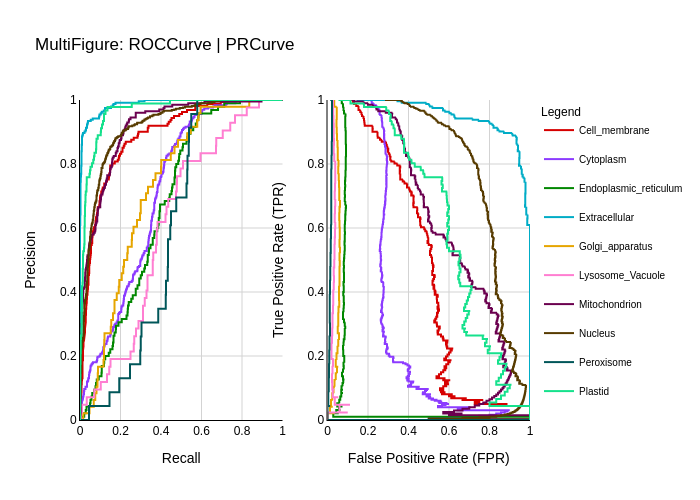 MultiFigure: ROCCurve | PRCurve
Precision
1
0.8
0.6
0.4
0.2
0
0 0.2 0.4 0.6 0.8 1
Recall
True Positive Rate (TPR)
1
0.8
0.6
0.4
0.2
0
0 0.2 0.4 0.6 0.8 1
False Positive Rate (FPR)
Legend
Cell_membrane
Cytoplasm
Endoplasmic_reticulum
Extracellular
Golgi_apparatus
Lysosome_Vacuole
Mitochondrion
Nucleus
Peroxisome
Plastid